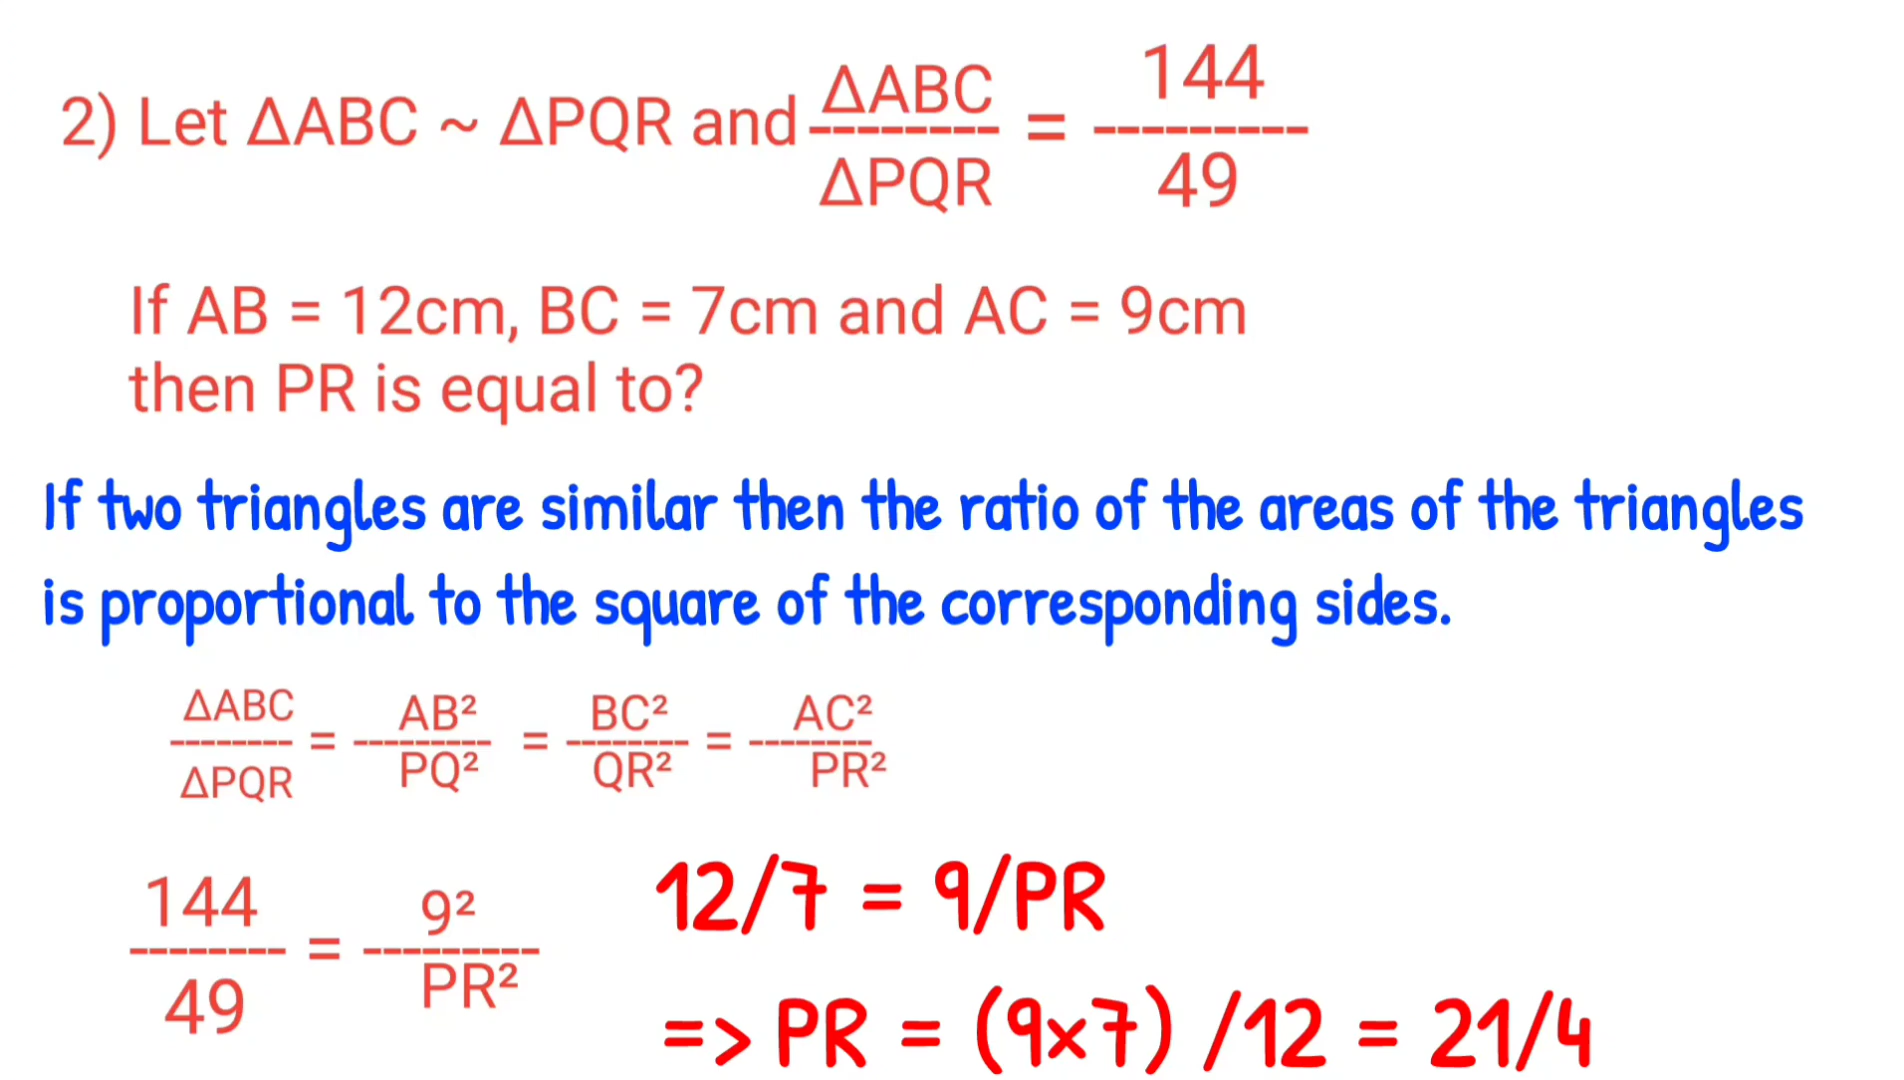 2) Let ΔABC ~ ΔPQR and ΔABC/ΔPQR = 144/49
If AB = 12cm, BC = 7cm and AC = 9cm
then PR is equal to?
If two triangles are similar then the ratio of the areas of the triangles
is proportional to the square of the corresponding sides.
ΔABC/ΔPQR = AB²/PQ² = BC²/QR² = AC²/PR²
144/49 = 9²/PR²
12/7 = 9/PR
=> PR = (9x7) /12 = 21/4